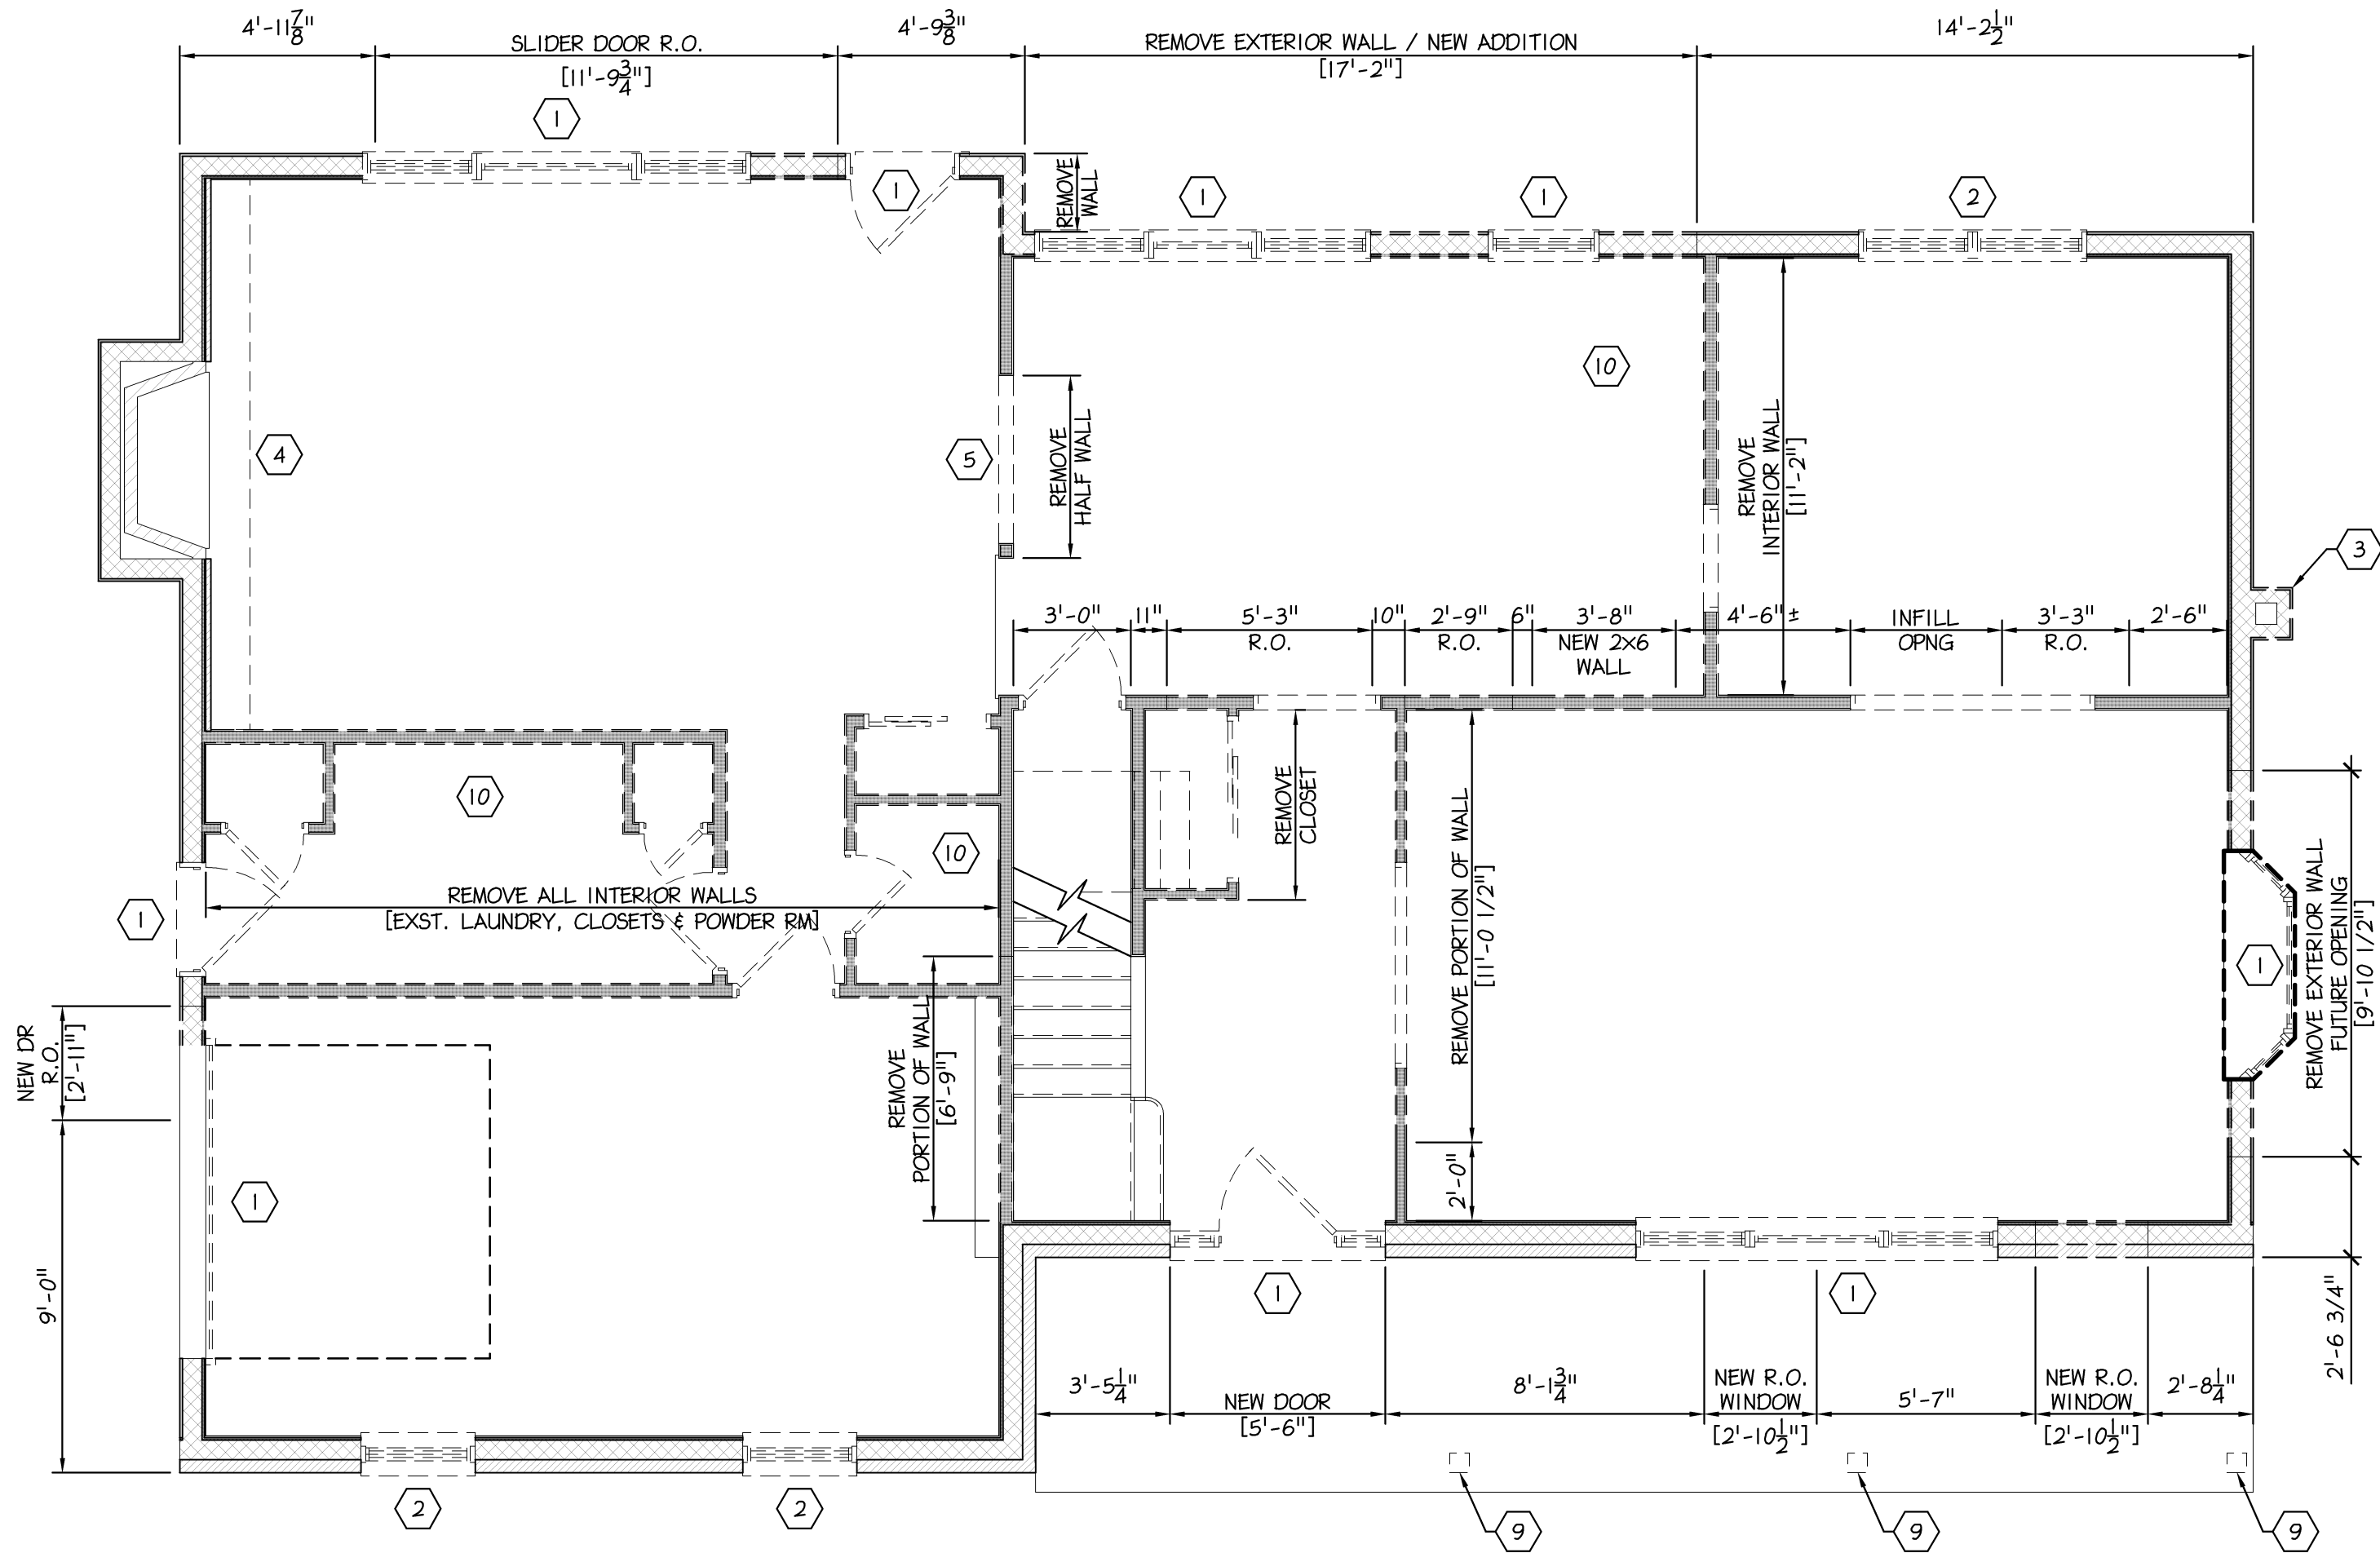 4'-11 7/8"
SLIDER DOOR R.O.
[11'-9 3/4"]
4'-9 3/8"
REMOVE EXTERIOR WALL / NEW ADDITION
[17'-2"]
14'-2 1/2"
1
1
REMOVE
WALL
1
1
2
10
4
5
REMOVE
HALF WALL
REMOVE
INTERIOR WALL
[11'-2"]
3
3'-0"
11"
5'-3"
R.O.
10"
2'-9"
R.O.
6"
3'-8"
NEW 2x6
WALL
4'-6"±
INFILL
OPNG
3'-3"
R.O.
2'-6"
10
10
REMOVE
CLOSET
REMOVE ALL INTERIOR WALLS
[EXST. LAUNDRY, CLOSETS & POWDER RM]
1
REMOVE PORTION OF WALL
[11'-0 1/2"]
1
REMOVE EXTERIOR WALL
FUTURE OPENING
[9'-10 1/2"]
NEW DR
R.O.
[2'-11"]
REMOVE
PORTION OF WALL
[6'-9"]
2'-0"
1
9'-0"
1
1
2'-6 3/4"
3'-5 1/4"
NEW DOOR
[5'-6"]
8'-1 3/4"
NEW R.O.
WINDOW
[2'-10 1/2"]
5'-7"
NEW R.O.
WINDOW
[2'-10 1/2"]
2'-8 1/4"
2
2
9
9
9